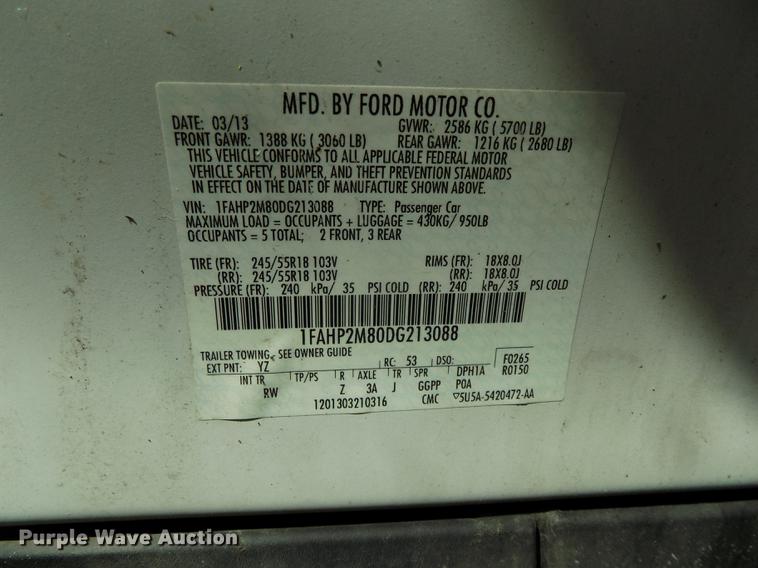 MFD. BY FORD MOTOR CO.
DATE: 03/13 GVWR: 2586 KG ( 5700 LB)
FRONT GAWR: 1388 KG ( 3060 LB) REAR GAWR: 1216 KG ( 2680 LB)
THIS VEHICLE CONFORMS TO ALL APPLICABLE FEDERAL MOTOR
VEHICLE SAFETY, BUMPER, AND THEFT PREVENTION STANDARDS
IN EFFECT ON THE DATE OF MANUFACTURE SHOWN ABOVE.
VIN: 1FAHP2M80DG213088 TYPE: Passenger Car
MAXIMUM LOAD = OCCUPANTS + LUGGAGE = 430KG/ 950LB
OCCUPANTS = 5 TOTAL; 2 FRONT, 3 REAR
TIRE (FR): 245/55R18 103V RIMS (FR): 18X8.0J
(RR): 245/55R18 103V (RR): 18X8.0J
PRESSURE (FR): 240 kPa/ 35 PSI COLD (RR): 240 kPa/ 35 PSI COLD
1FAHP2M80DG213088
TRAILER TOWING, SEE OWNER GUIDE
EXT PNT: YZ RC: 53 DSO: F0265
INT TR TP/PS R AXLE TR SPR DPH1A R0150
RW Z 3A J GGPP POA
1201303210316 CMC ▽5U5A-5420472-AA
Purple Wave Auction